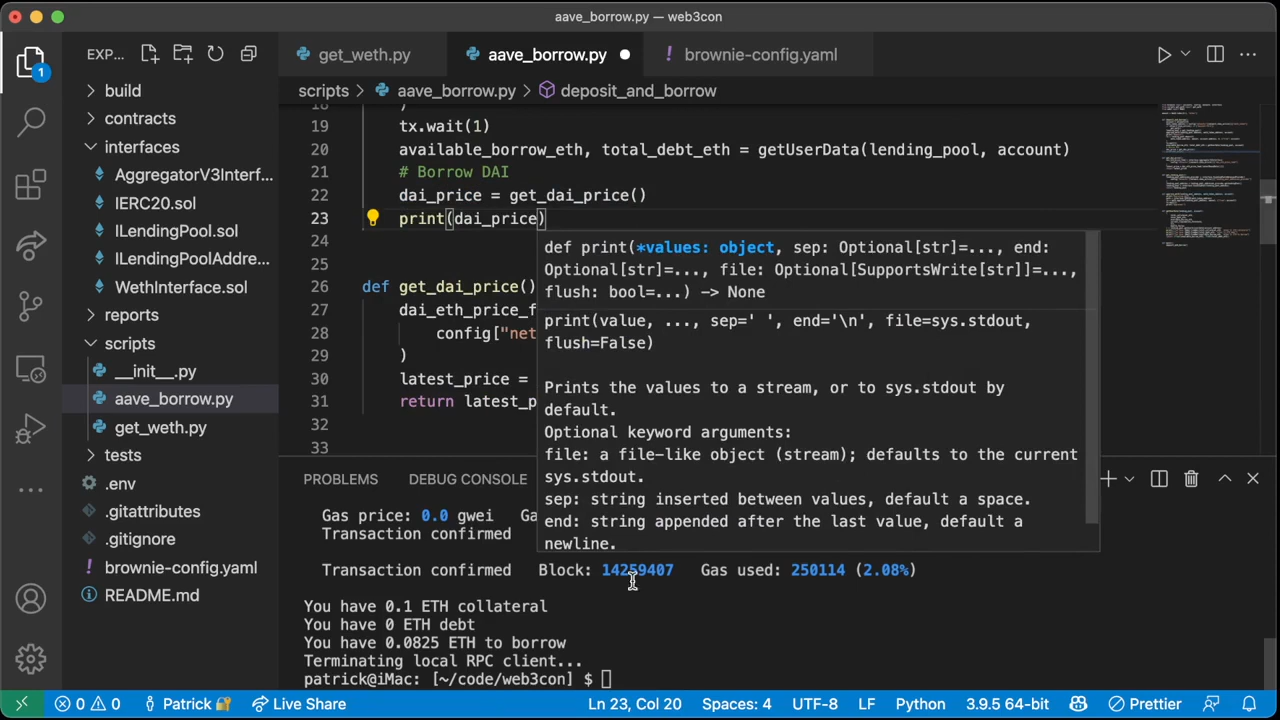 aave_borrow.py — web3con
EXP...
get_weth.py
aave_borrow.py
brownie-config.yaml
1
scripts > aave_borrow.py > deposit_and_borrow
build
contracts
interfaces
AggregatorV3Interf...
IERC20.sol
ILendingPool.sol
ILendingPoolAddre...
WethInterface.sol
reports
scripts
__init__.py
aave_borrow.py
get_weth.py
tests
.env
.gitattributes
.gitignore
brownie-config.yaml
README.md
18 )
19 tx.wait(1)
20 available_borrow_eth, total_debt_eth = getUserData(lending_pool, account)
21 # Borrow?
22 dai_price = get_dai_price()
23 print(dai_price)
24
25
26 def get_dai_price()
27 dai_eth_price_f
28 config["net
29 )
30 latest_price =
31 return latest_p
32
33
def print(*values: object, sep: Optional[str]=..., end:
Optional[str]=..., file: Optional[SupportsWrite[str]]=...,
flush: bool=...) -> None
print(value, ..., sep=' ', end='\n', file=sys.stdout,
flush=False)
Prints the values to a stream, or to sys.stdout by
default.
Optional keyword arguments:
file: a file-like object (stream); defaults to the current
sys.stdout.
sep: string inserted between values, default a space.
end: string appended after the last value, default a
newline.
PROBLEMS DEBUG CONSOLE
Gas price: 0.0 gwei
Transaction confirmed
Transaction confirmed Block: 14259407 Gas used: 250114 (2.08%)
You have 0.1 ETH collateral
You have 0 ETH debt
You have 0.0825 ETH to borrow
Terminating local RPC client...
patrick@iMac: [~/code/web3con] $
0 0 Patrick Live Share Ln 23, Col 20 Spaces: 4 UTF-8 LF Python 3.9.5 64-bit Prettier